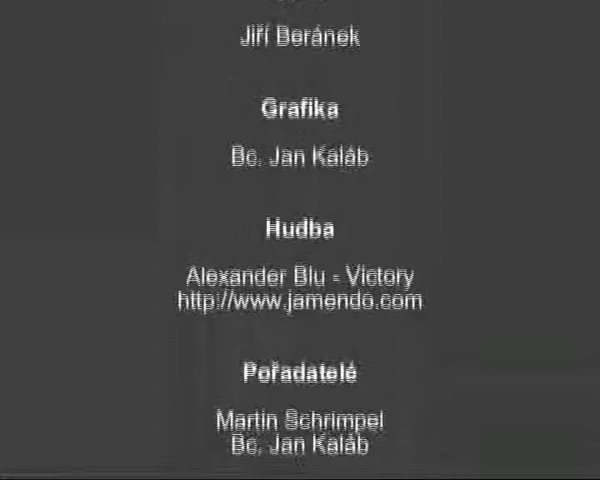 Jiří Beránek
Grafika
Bc. Jan Kaláb
Hudba
Alexander Blu - Victory
http://www.jamendo.com
Pořadatelé
Martin Schrimpel
Bc. Jan Kaláb